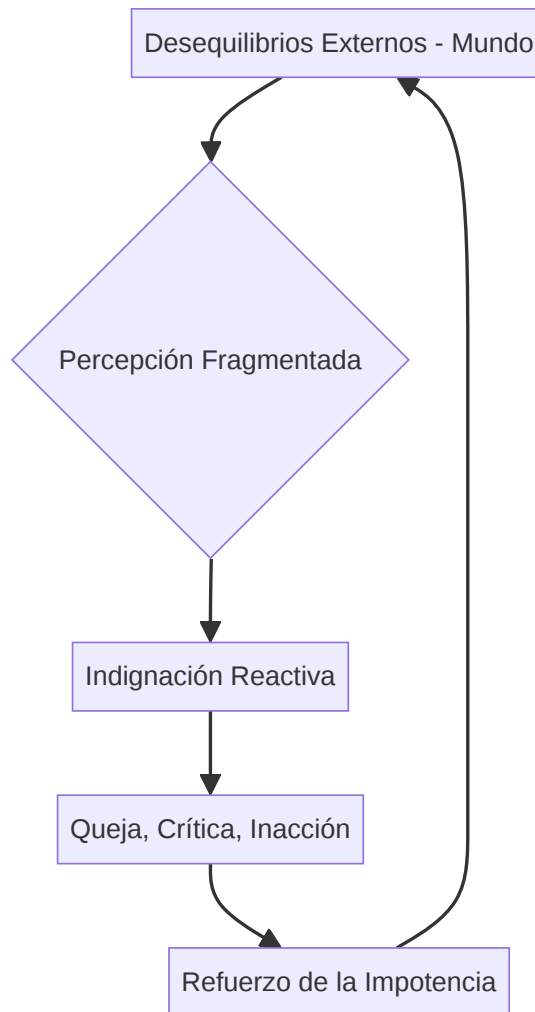 Desequilibrios Externos - Mundo
Percepción Fragmentada
Indignación Reactiva
Queja, Crítica, Inacción
Refuerzo de la Impotencia